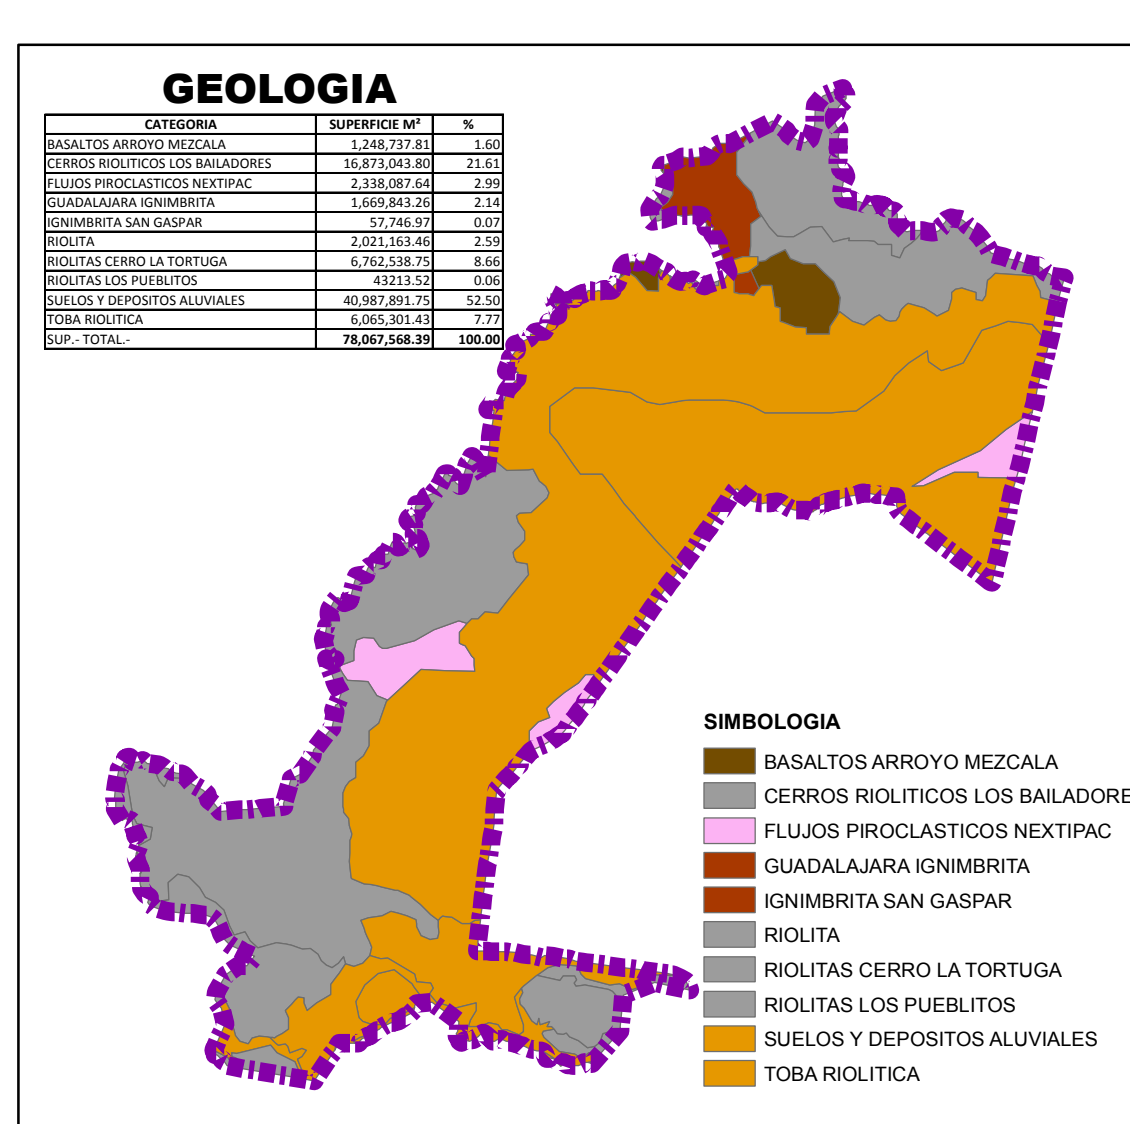 GEOLOGIA
CATEGORIA SUPERFICIE M² %
BASALTOS ARROYO MEZCALA 1,248,737.81 1.60
CERROS RIOLITICOS LOS BAILADORES 16,873,043.80 21.61
FLUJOS PIROCLASTICOS NEXTIPAC 2,338,087.64 2.99
GUADALAJARA IGNIMBRITA 1,669,843.26 2.14
IGNIMBRITA SAN GASPAR 57,746.97 0.07
RIOLITA 2,021,163.46 2.59
RIOLITAS CERRO LA TORTUGA 6,762,538.75 8.66
RIOLITAS LOS PUEBLITOS 43213.52 0.06
SUELOS Y DEPOSITOS ALUVIALES 40,987,891.75 52.50
TOBA RIOLITICA 6,065,301.43 7.77
SUP.- TOTAL.- 78,067,568.39 100.00
SIMBOLOGIA
BASALTOS ARROYO MEZCALA
CERROS RIOLITICOS LOS BAILADORE
FLUJOS PIROCLASTICOS NEXTIPAC
GUADALAJARA IGNIMBRITA
IGNIMBRITA SAN GASPAR
RIOLITA
RIOLITAS CERRO LA TORTUGA
RIOLITAS LOS PUEBLITOS
SUELOS Y DEPOSITOS ALUVIALES
TOBA RIOLITICA